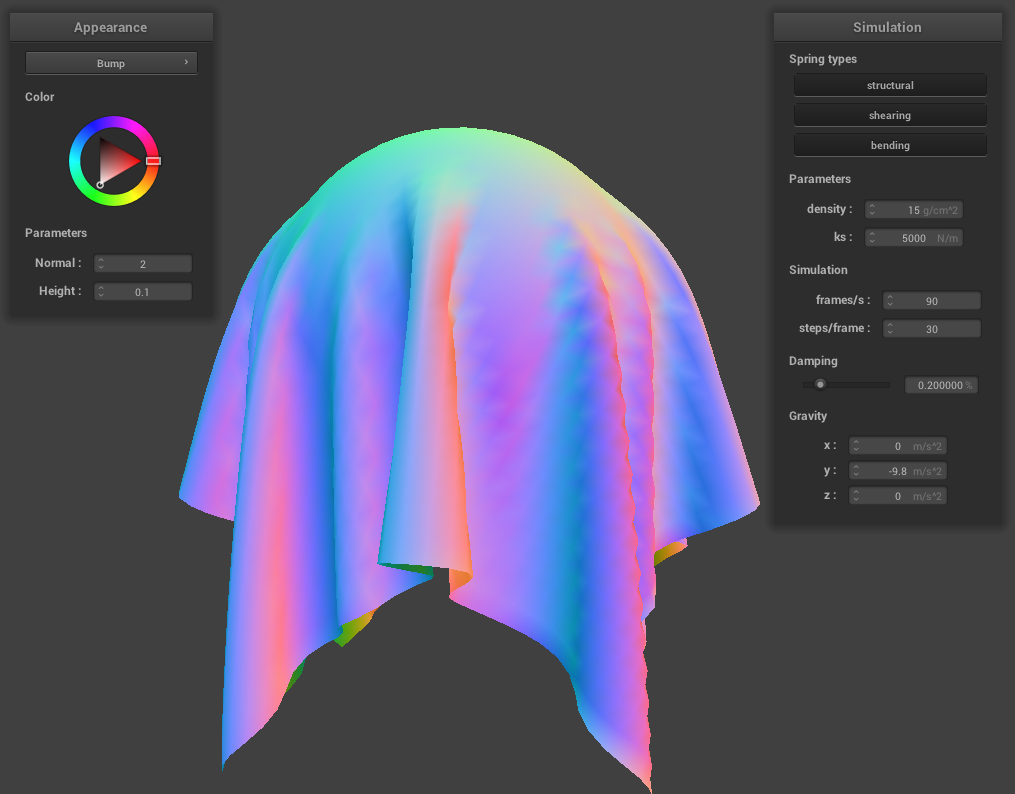 Appearance
Bump
Color
Parameters
Normal : 2
Height : 0.1
Simulation
Spring types
structural
shearing
bending
Parameters
density : 15 g/cm^2
ks : 5000 N/m
Simulation
frames/s : 90
steps/frame : 30
Damping
0.200000 %
Gravity
x : 0 m/s^2
y : -9.8 m/s^2
z : 0 m/s^2